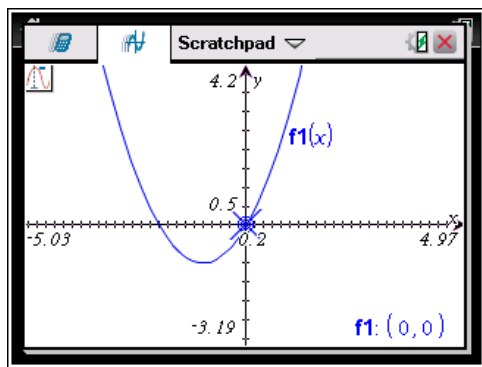 Scratchpad
4.2 y
f1(x)
0.5
x
-5.03 0.2 4.97
-3.19
f1: (0,0)